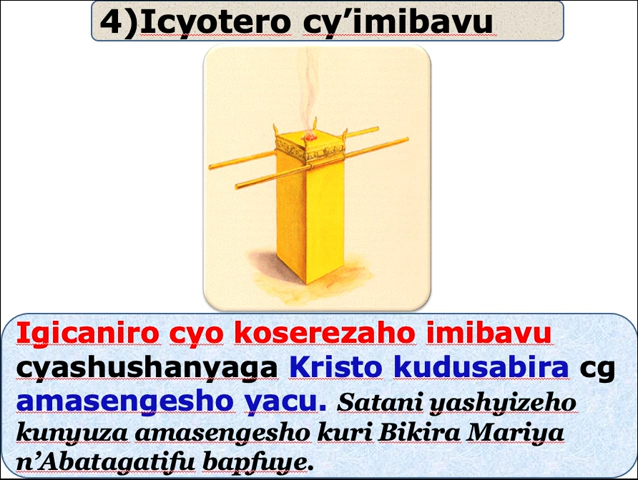 4)Icyotero cy’imibavu
Igicaniro cyo koserezaho imibavu
cyashushanyaga Kristo kudusabira cg
amasengesho yacu. Satani yashyizeho
kunyuza amasengesho kuri Bikira Mariya
n’Abatagatifu bapfuye.